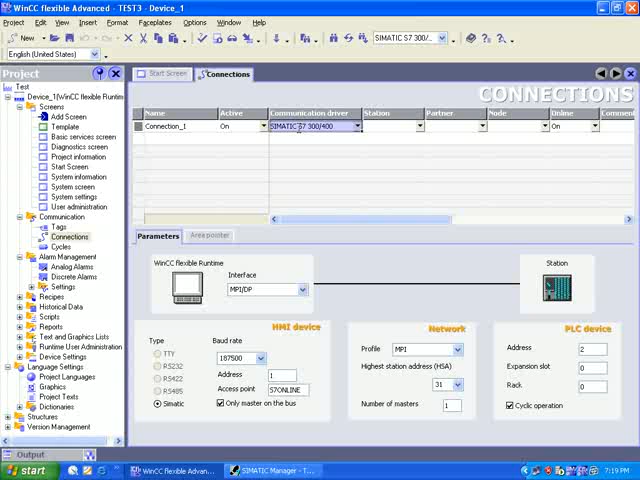 WinCC flexible Advanced - TEST3 - Device_1
Project Edit View Insert Format Faceplates Options Window Help
New SIMATIC S7 300/...
English (United States)
Project
Start Screen Connections
CONNECTIONS
Test
Device_1(WinCC flexible Runtim
Screens
Add Screen
Template
Basic services screen
Diagnostics screen
Project information
Start Screen
System information
System screen
System settings
User administration
Communication
Tags
Connections
Cycles
Alarm Management
Analog Alarms
Discrete Alarms
Settings
Recipes
Historical Data
Scripts
Reports
Text and Graphics Lists
Runtime User Administration
Device Settings
Language Settings
Project Languages
Graphics
Project Texts
Dictionaries
Structures
Version Management
Name Active Communication driver Station Partner Node Online Comment
Connection_1 On SIMATIC S7 300/400 On
Parameters Area pointer
WinCC flexible Runtime
Interface
MPI/DP
Station
HMI device
Type
TTY
RS232
RS422
RS485
Simatic
Baud rate
187500
Address 1
Access point S7ONLINE
Only master on the bus
Network
Profile MPI
Highest station address (HSA)
31
Number of masters 1
PLC device
Address 2
Expansion slot 0
Rack 0
Cyclic operation
Output
start WinCC flexible Advan... SIMATIC Manager - T... 7:19 PM